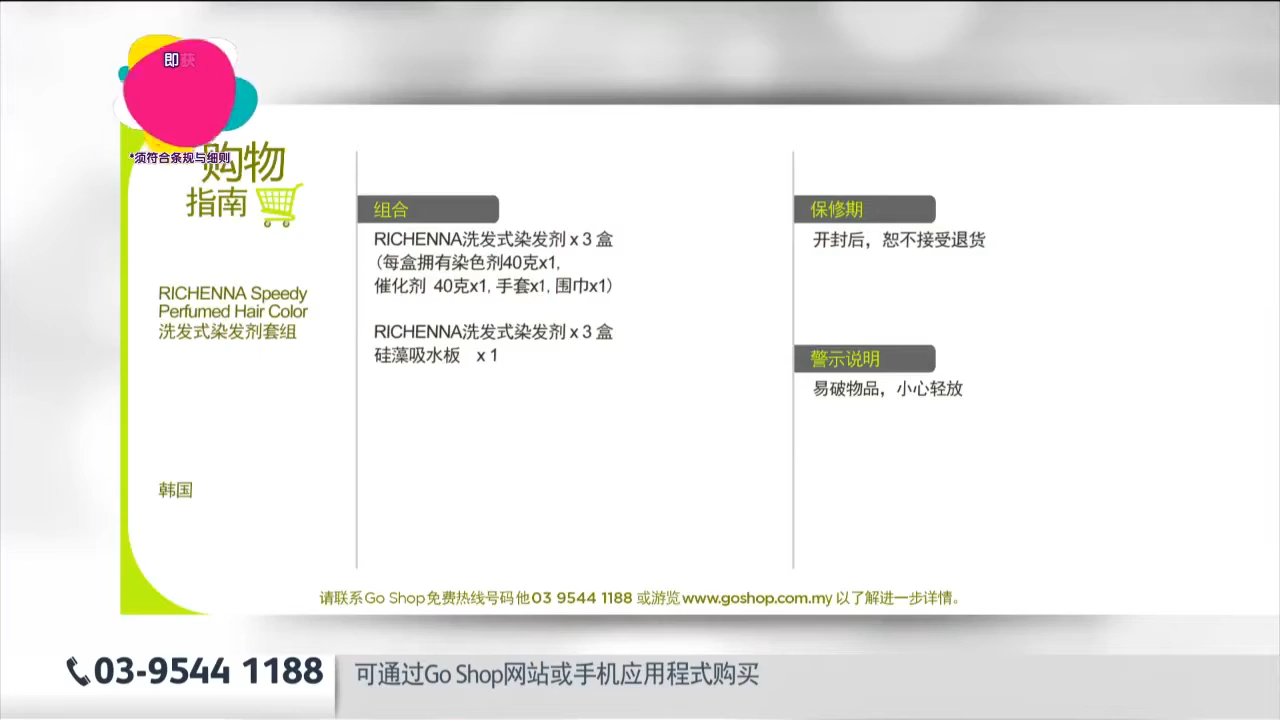 即获
*须符合条规与细则
购物
指南
RICHENNA Speedy
Perfumed Hair Color
洗发式染发剂套组
韩国
组合
RICHENNA洗发式染发剂 x 3 盒
(每盒拥有染色剂40克x1,
催化剂 40克x1, 手套x1, 围巾x1)
RICHENNA洗发式染发剂 x 3 盒
硅藻吸水板 x 1
保修期
开封后，恕不接受退货
警示说明
易破物品，小心轻放
请联系Go Shop免费热线号码他03 9544 1188 或游览www.goshop.com.my 以了解进一步详情。
03-9544 1188
可通过Go Shop网站或手机应用程式购买